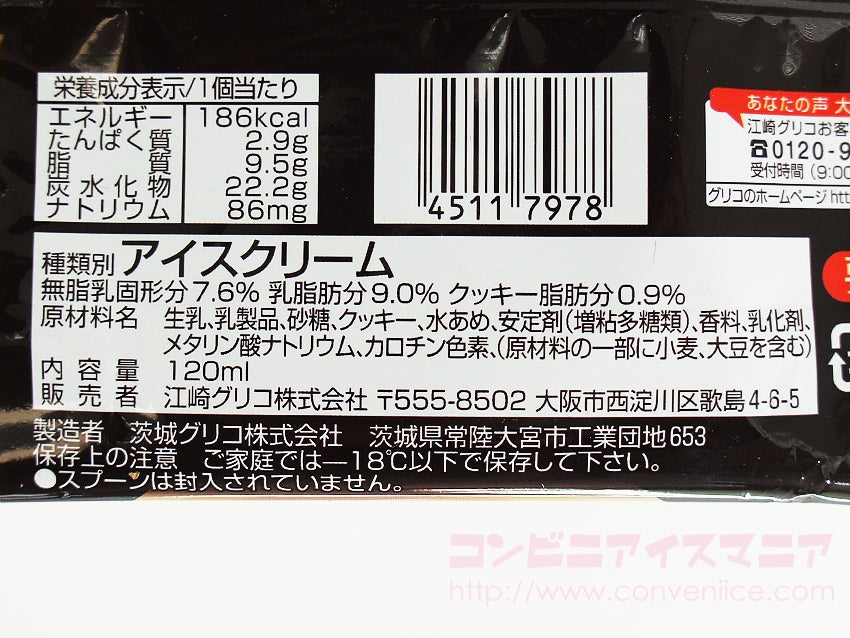 栄養成分表示/1個当たり
エネルギー 186kcal
たんぱく質 2.9g
脂質 9.5g
炭水化物 22.2g
ナトリウム 86mg
4511 7978
あなたの声 大
江崎グリコお客
☎0120-9
受付時間 (9:00
グリコのホームページ htt
種類別 アイスクリーム
無脂乳固形分7.6% 乳脂肪分9.0% クッキー脂肪分0.9%
原材料名 生乳、乳製品、砂糖、クッキー、水あめ、安定剤(増粘多糖類)、香料、乳化剤、
メタリン酸ナトリウム、カロチン色素、(原材料の一部に小麦、大豆を含む)
内容量 120ml
販売者 江崎グリコ株式会社 〒555-8502 大阪市西淀川区歌島4-6-5
製造者 茨城グリコ株式会社 茨城県常陸大宮市工業団地653
保存上の注意 ご家庭では―18℃以下で保存して下さい。
●スプーンは封入されていません。
コンビニアイスマニア
http://www.conveniice.com/